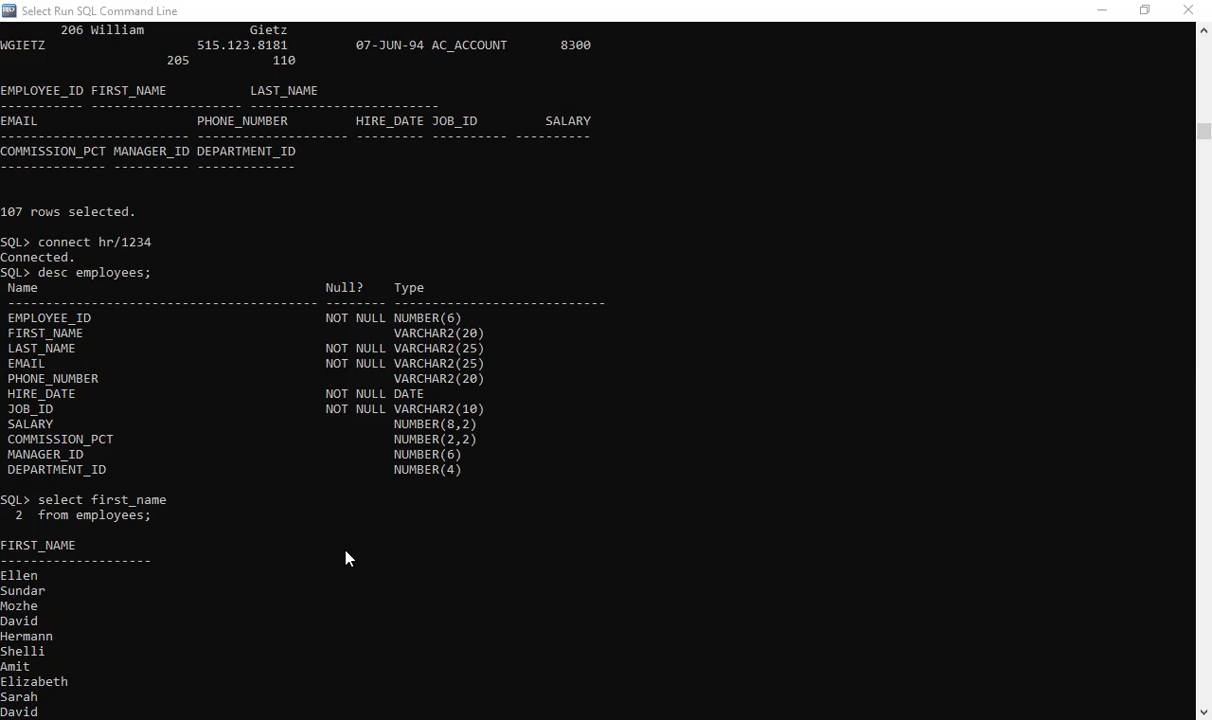 Select Run SQL Command Line
206 William Gietz
WGIETZ 515.123.8181 07-JUN-94 AC_ACCOUNT 8300
205 110
EMPLOYEE_ID FIRST_NAME LAST_NAME
----------- -------------------- -------------------------
EMAIL PHONE_NUMBER HIRE_DATE JOB_ID SALARY
------------------------- -------------------- --------- ---------- ----------
COMMISSION_PCT MANAGER_ID DEPARTMENT_ID
-------------- ---------- -------------
107 rows selected.
SQL> connect hr/1234
Connected.
SQL> desc employees;
Name Null? Type
----------------------------------------- -------- ----------------------------
EMPLOYEE_ID NOT NULL NUMBER(6)
FIRST_NAME VARCHAR2(20)
LAST_NAME NOT NULL VARCHAR2(25)
EMAIL NOT NULL VARCHAR2(25)
PHONE_NUMBER VARCHAR2(20)
HIRE_DATE NOT NULL DATE
JOB_ID NOT NULL VARCHAR2(10)
SALARY NUMBER(8,2)
COMMISSION_PCT NUMBER(2,2)
MANAGER_ID NUMBER(6)
DEPARTMENT_ID NUMBER(4)
SQL> select first_name
2 from employees;
FIRST_NAME
--------------------
Ellen
Sundar
Mozhe
David
Hermann
Shelli
Amit
Elizabeth
Sarah
David